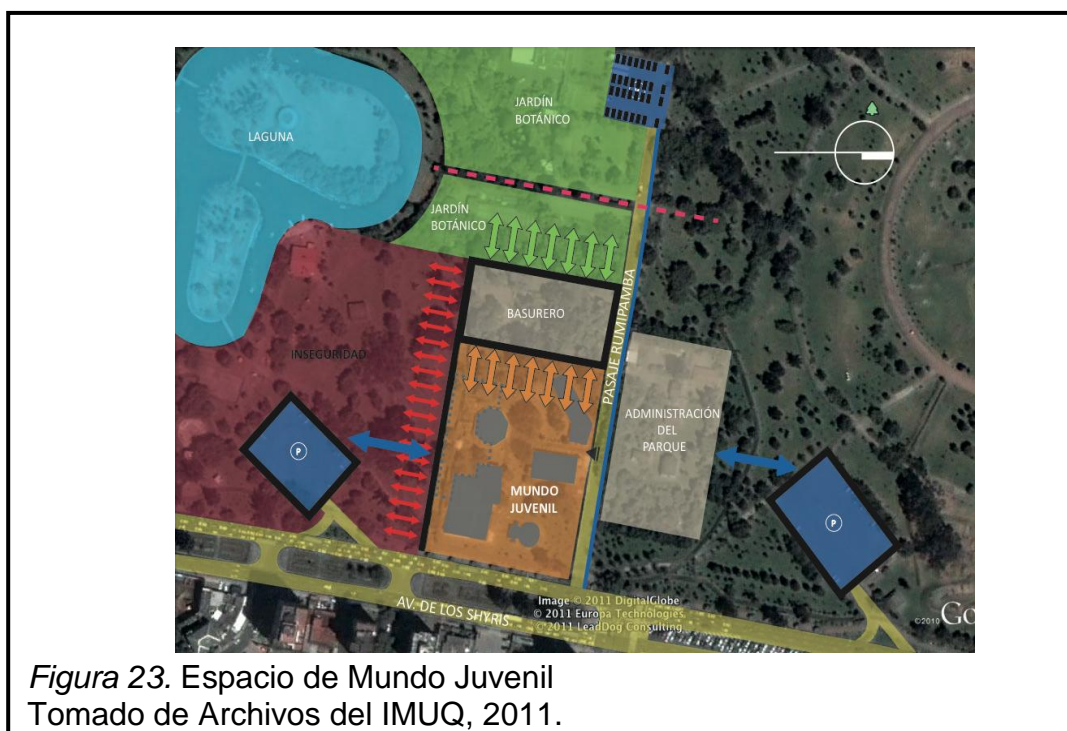 JARDÍN
BOTÁNICO
LAGUNA
JARDÍN
BOTÁNICO
BASURERO
INSEGURIDAD
PASAJE RUMIPAMBA
ADMINISTRACIÓN
DEL
PARQUE
P
MUNDO
JUVENIL
P
AV. DE LOS SHYRIS
Image © 2011 DigitalGlobe
© 2011 Europa Technologies
© 2011 LeadDog Consulting
©2010 Go
Figura 23. Espacio de Mundo Juvenil
Tomado de Archivos del IMUQ, 2011.